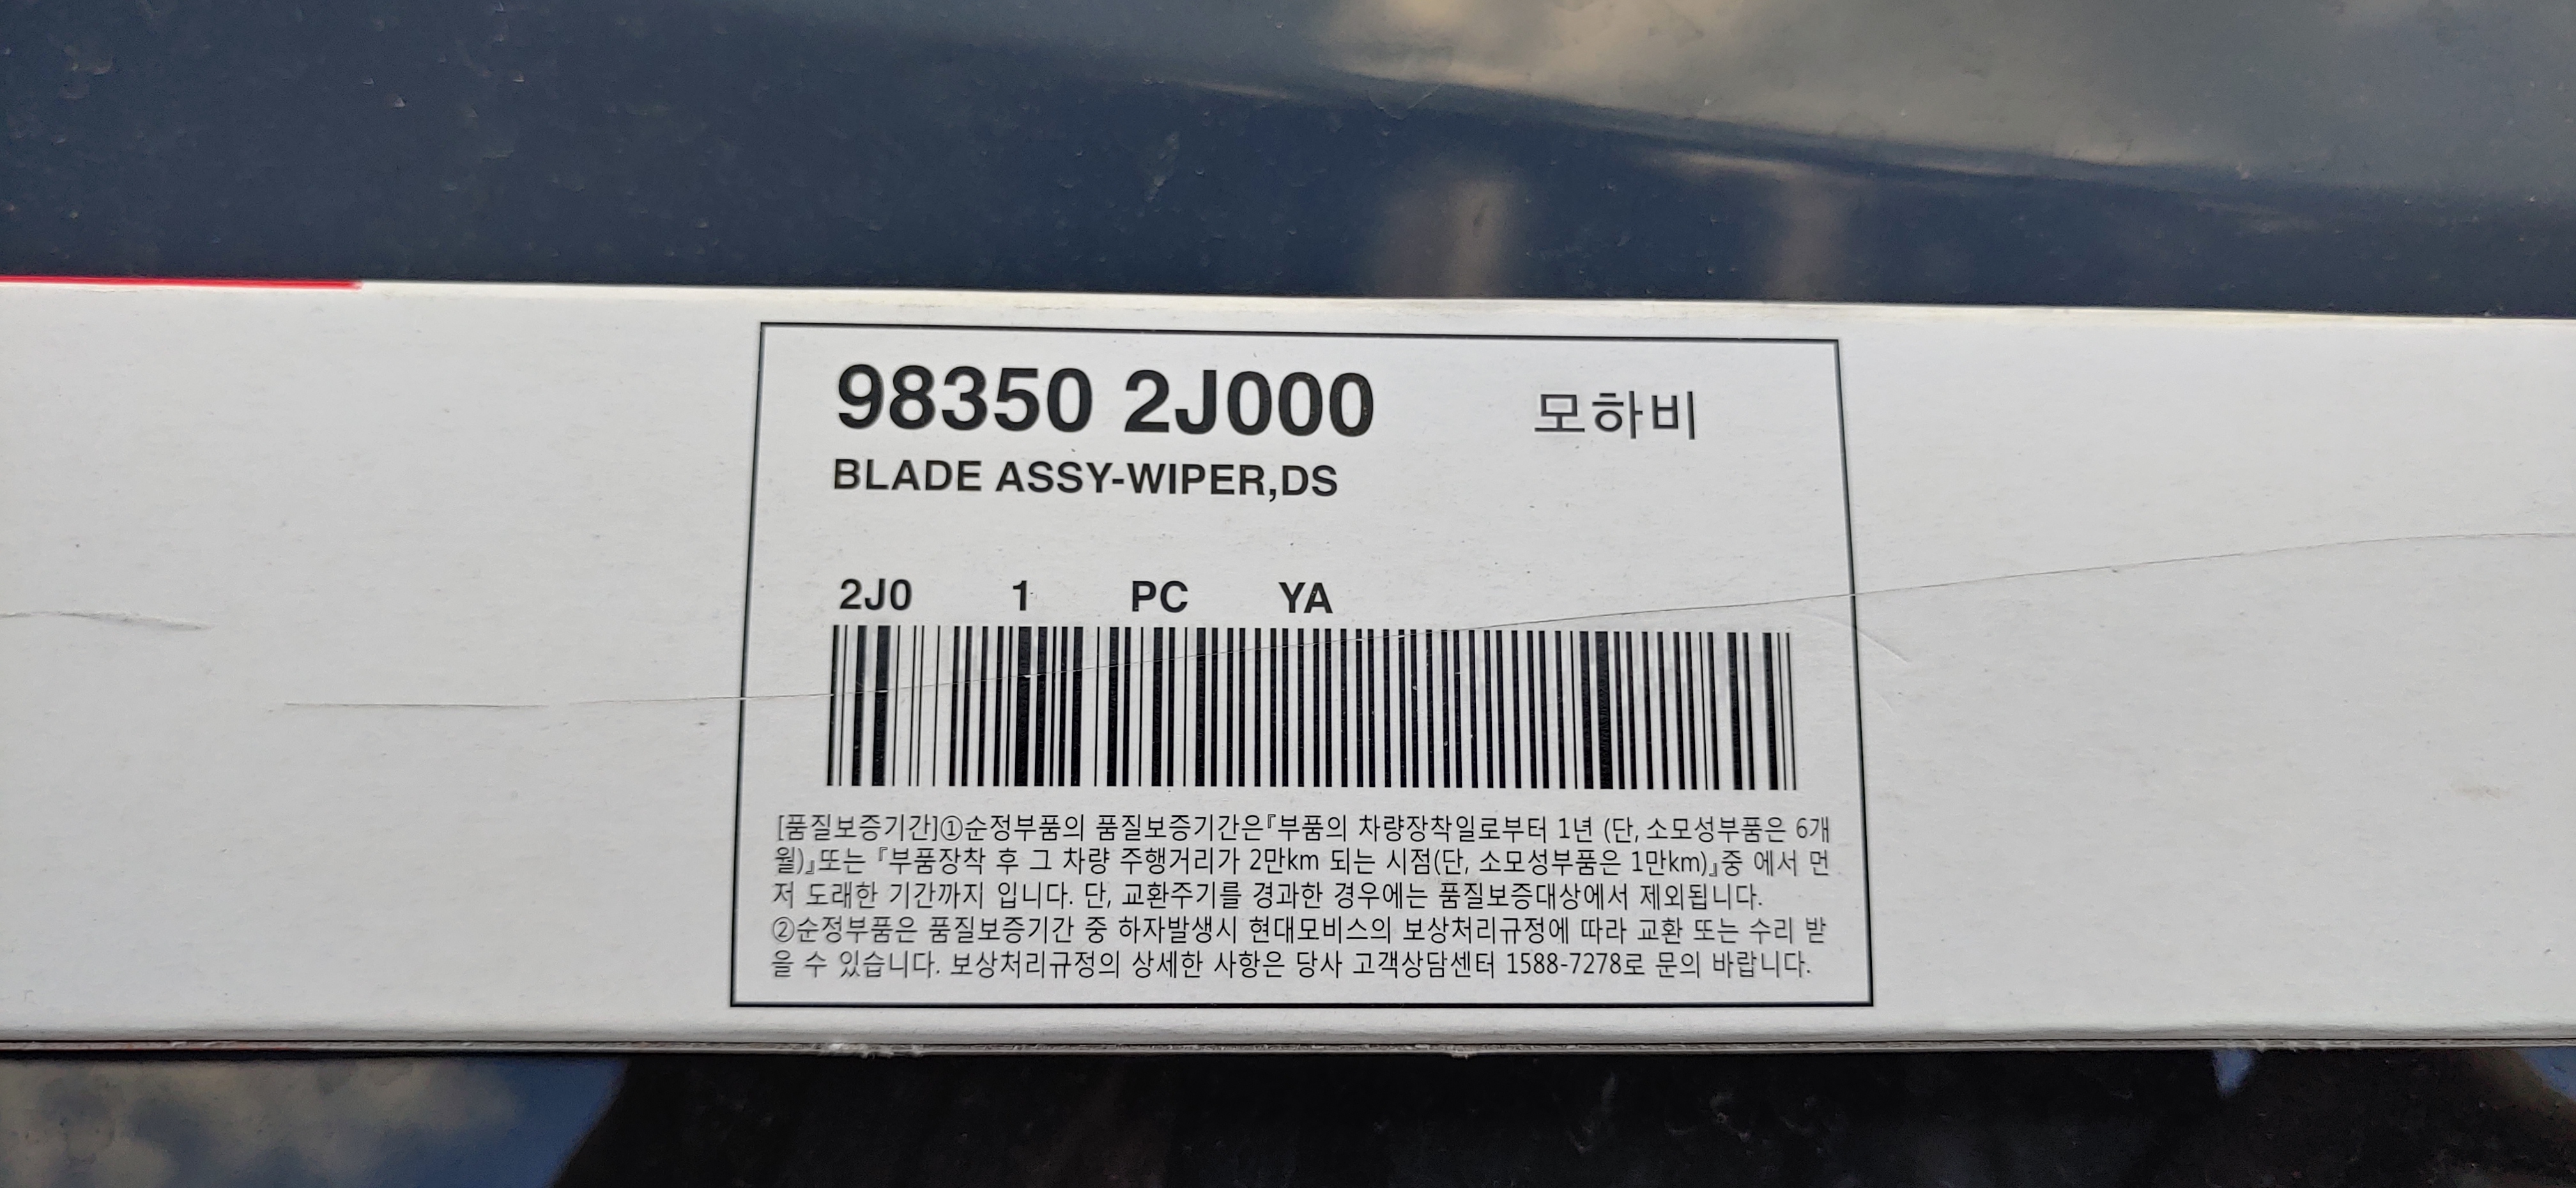 98350 2J000 모하비
BLADE ASSY-WIPER,DS
2J0 1 PC YA
[품질보증기간]①순정부품의 품질보증기간은『부품의 차량장착일로부터 1년 (단, 소모성부품은 6개
월)』또는 『부품장착 후 그 차량 주행거리가 2만km 되는 시점(단, 소모성부품은 1만km)』중 에서 먼
저 도래한 기간까지 입니다. 단, 교환주기를 경과한 경우에는 품질보증대상에서 제외됩니다.
②순정부품은 품질보증기간 중 하자발생시 현대모비스의 보상처리규정에 따라 교환 또는 수리 받
을 수 있습니다. 보상처리규정의 상세한 사항은 당사 고객상담센터 1588-7278로 문의 바랍니다.